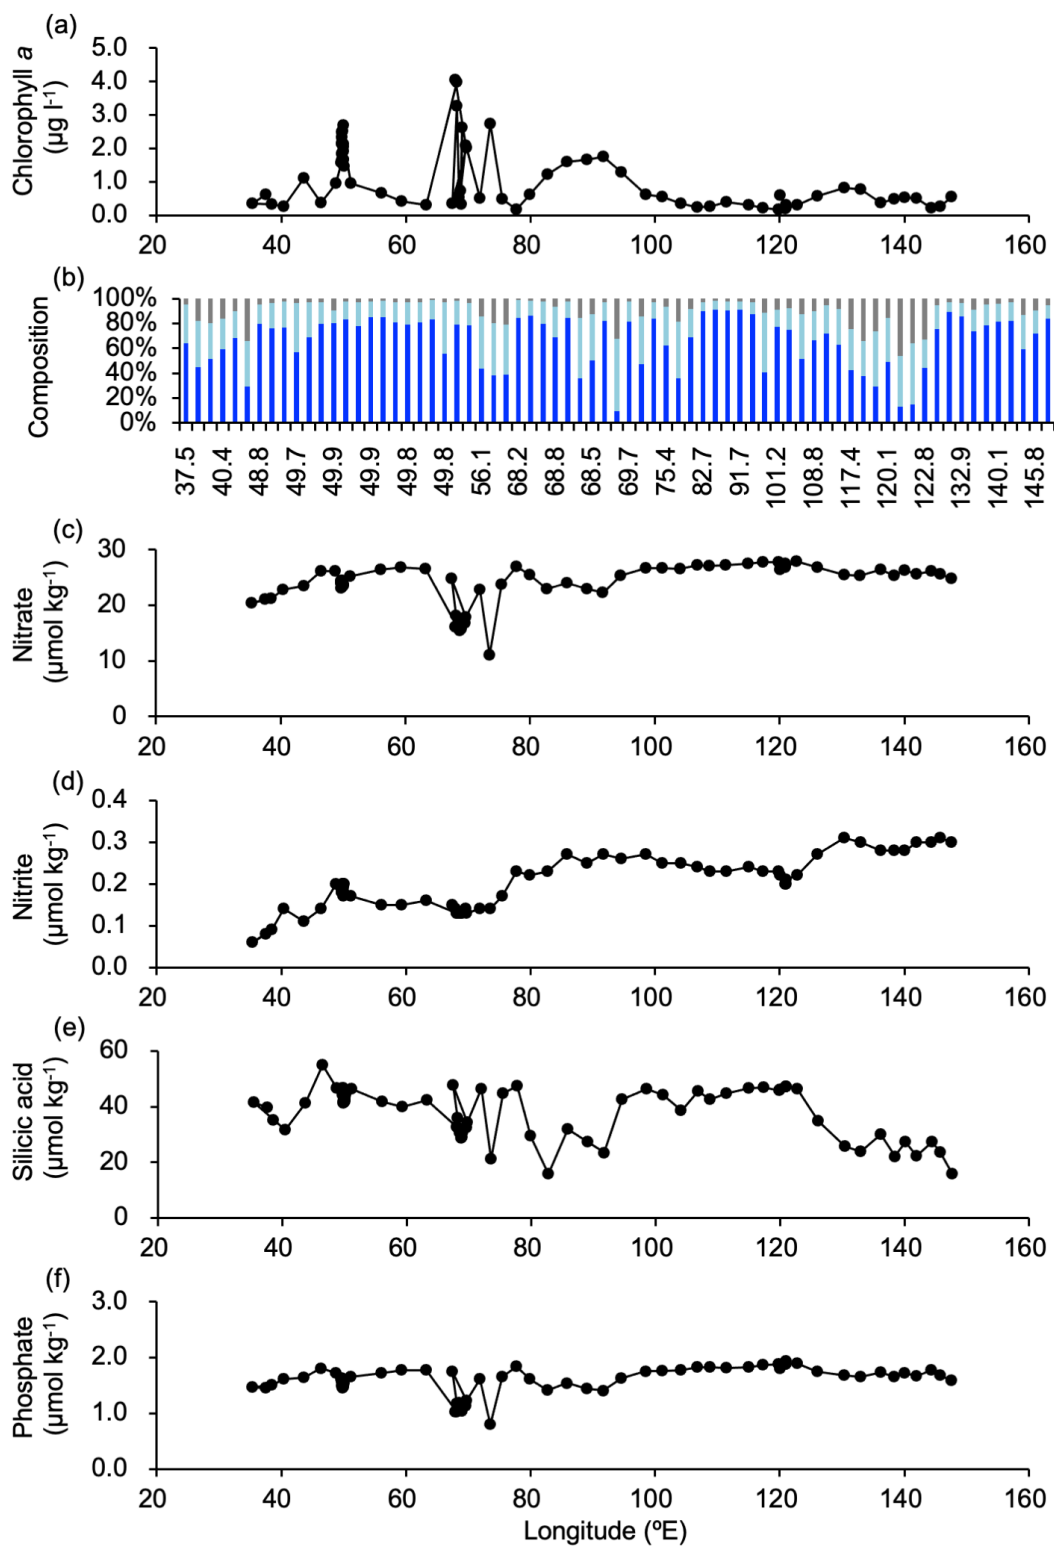 (a)
Chlorophyll a
(µg l-1)
5.0
4.0
3.0
2.0
1.0
0.0
20 40 60 80 100 120 140 160
(b)
Composition
100%
80%
60%
40%
20%
0%
37.5 40.4 48.8 49.7 49.9 49.9 49.8 49.8 56.1 68.2 68.8 68.5 69.7 75.4 82.7 91.7 101.2 108.8 117.4 120.1 122.8 132.9 140.1 145.8
(c)
Nitrate
(µmol kg-1)
30
20
10
0
20 40 60 80 100 120 140 160
(d)
Nitrite
(µmol kg-1)
0.4
0.3
0.2
0.1
0.0
20 40 60 80 100 120 140 160
(e)
Silicic acid
(µmol kg-1)
60
40
20
0
20 40 60 80 100 120 140 160
(f)
Phosphate
(µmol kg-1)
3.0
2.0
1.0
0.0
20 40 60 80 100 120 140 160
Longitude (ºE)